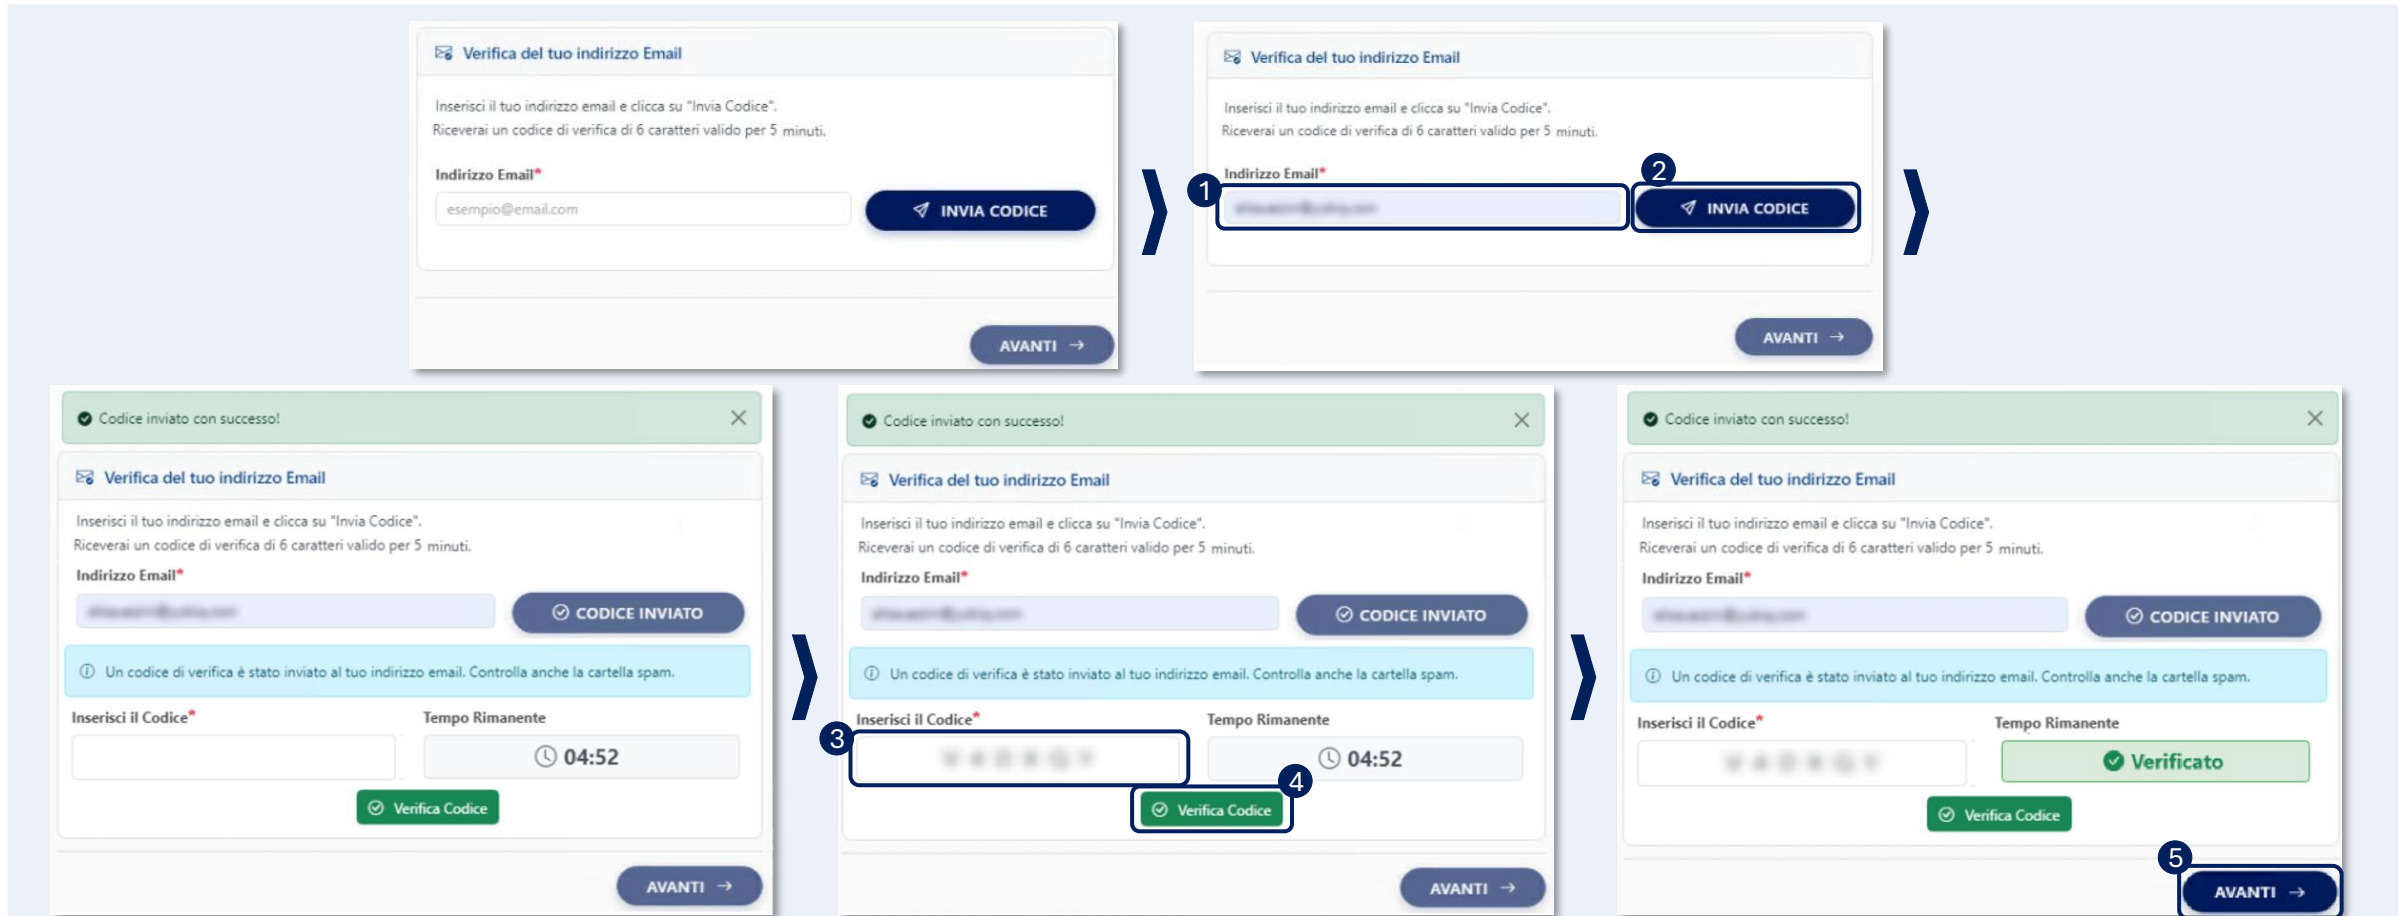 Verifica del tuo indirizzo Email
Inserisci il tuo indirizzo email e clicca su "Invia Codice".
Riceverai un codice di verifica di 6 caratteri valido per 5 minuti.
Indirizzo Email*
esempio@email.com
INVIA CODICE
AVANTI →
Verifica del tuo indirizzo Email
Inserisci il tuo indirizzo email e clicca su "Invia Codice".
Riceverai un codice di verifica di 6 caratteri valido per 5 minuti.
Indirizzo Email*
1
2
INVIA CODICE
AVANTI →
Codice inviato con successo!
Verifica del tuo indirizzo Email
Inserisci il tuo indirizzo email e clicca su "Invia Codice".
Riceverai un codice di verifica di 6 caratteri valido per 5 minuti.
Indirizzo Email*
CODICE INVIATO
Un codice di verifica è stato inviato al tuo indirizzo email. Controlla anche la cartella spam.
Inserisci il Codice*
Tempo Rimanente
04:52
Verifica Codice
AVANTI →
Codice inviato con successo!
Verifica del tuo indirizzo Email
Inserisci il tuo indirizzo email e clicca su "Invia Codice".
Riceverai un codice di verifica di 6 caratteri valido per 5 minuti.
Indirizzo Email*
CODICE INVIATO
Un codice di verifica è stato inviato al tuo indirizzo email. Controlla anche la cartella spam.
Inserisci il Codice*
Tempo Rimanente
3
04:52
4
Verifica Codice
AVANTI →
Codice inviato con successo!
Verifica del tuo indirizzo Email
Inserisci il tuo indirizzo email e clicca su "Invia Codice".
Riceverai un codice di verifica di 6 caratteri valido per 5 minuti.
Indirizzo Email*
CODICE INVIATO
Un codice di verifica è stato inviato al tuo indirizzo email. Controlla anche la cartella spam.
Inserisci il Codice*
Tempo Rimanente
Verificato
Verifica Codice
5
AVANTI →